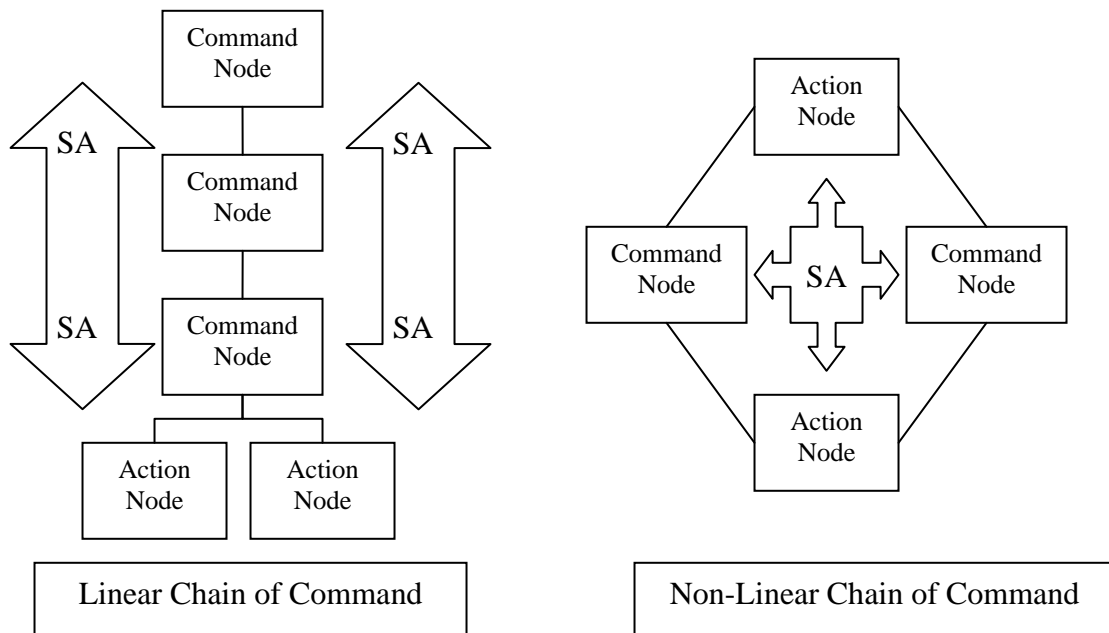 Command
Node
SA
SA
Command
Node
SA
SA
Command
Node
Action
Node
Action
Node
Linear Chain of Command
Action
Node
Command
Node
SA
Command
Node
Action
Node
Non-Linear Chain of Command